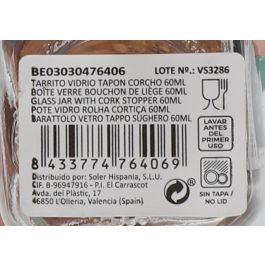 BE03030476406
LOTE Nº.: VS3286
TARRITO VIDRIO TAPON CORCHO 60ML
BOÎTE VERRE BOUCHON DE LIÈGE 60ML
GLASS JAR WITH CORK STOPPER 60ML
POTE VIDRO ROLHA CORTIÇA 60ML
BARATTOLO VETRO TAPPO SUGHERO 60ML
LAVAR
ANTES
DEL
PRIMER
USO
8 433774 764069
Distribuido por: Soler Hispania, S.L.U.
CIF. B-96947916 - P.I. El Carrascot
Avda. del Plàstic, 17
46850 L'Olleria, Valencia (Spain)
SIN TAPA/
NO LID